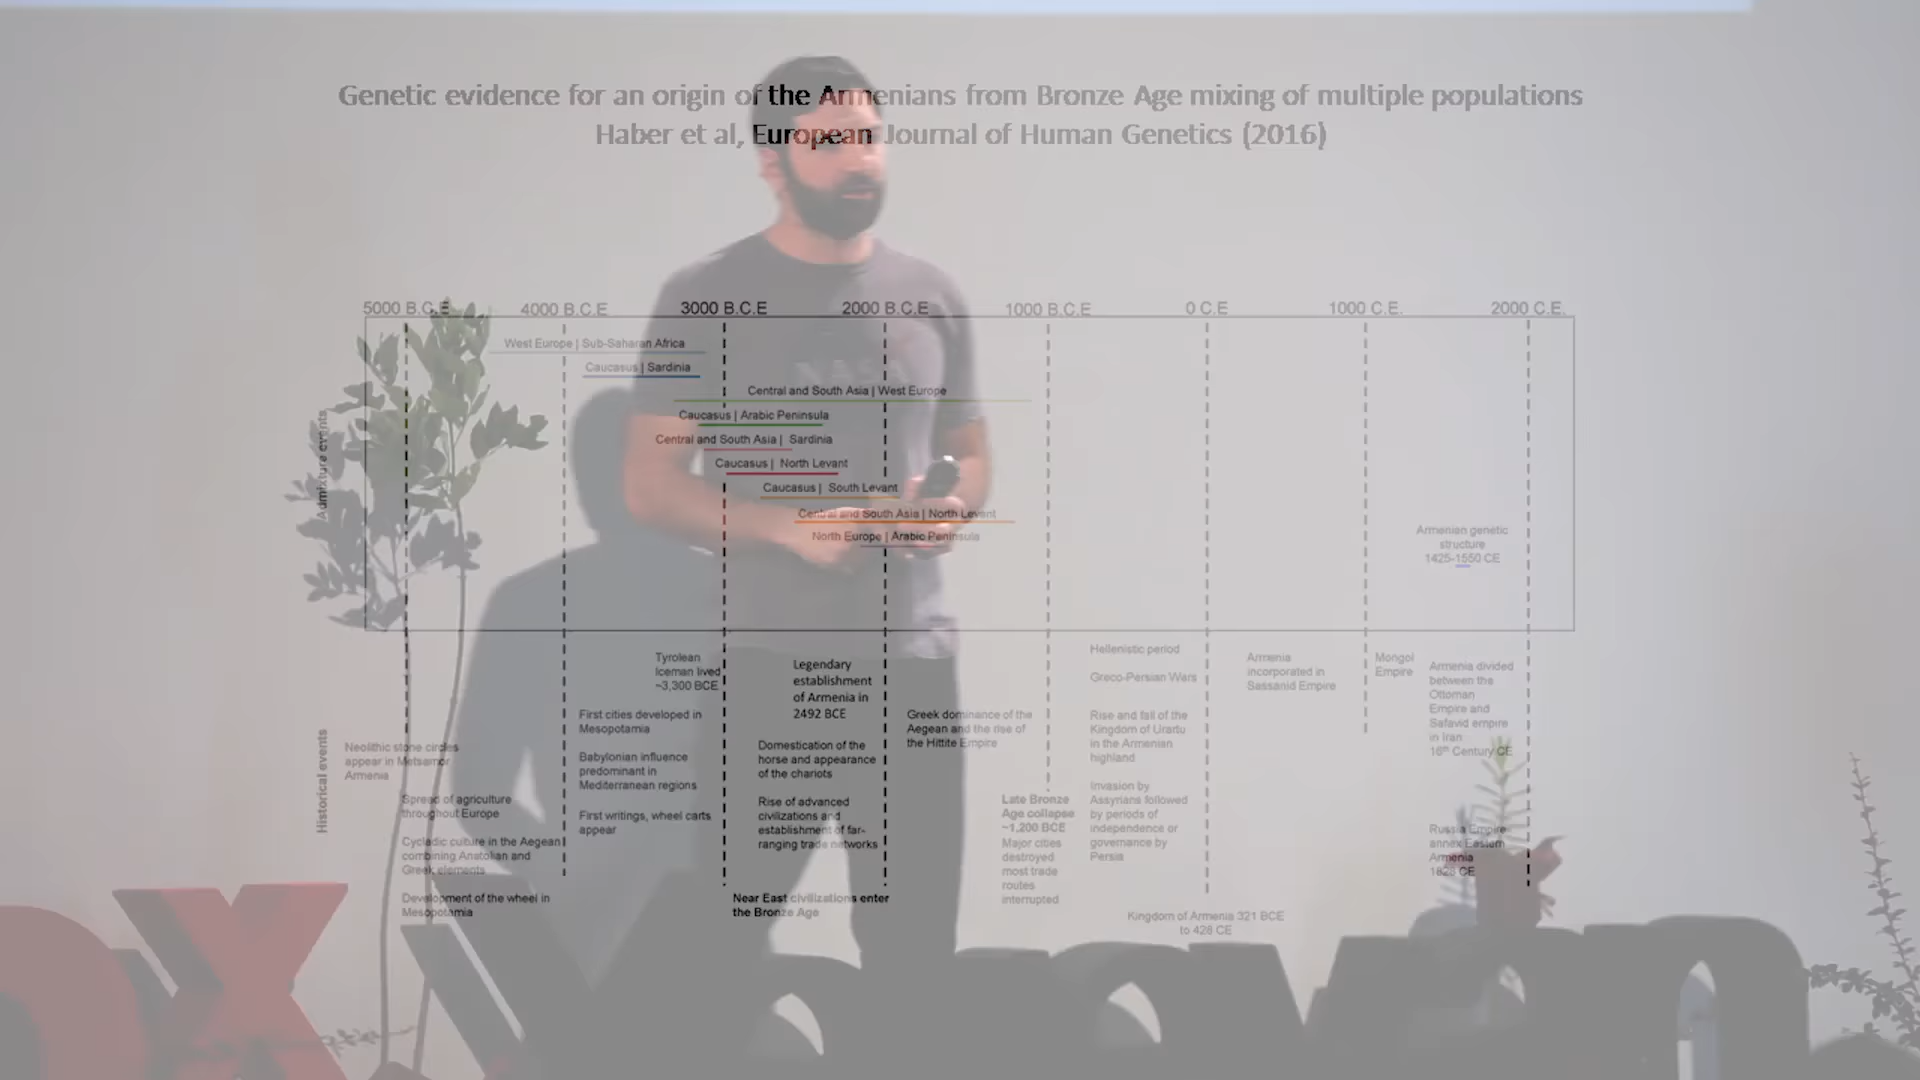 Genetic evidence for an origin of the Armenians from Bronze Age mixing of multiple populations
Haber et al, European Journal of Human Genetics (2016)
5000 B.C.E
4000 B.C.E
3000 B.C.E
2000 B.C.E
1000 B.C.E
0 C.E
1000 C.E.
2000 C.E.
Admixture events
West Europe | Sub-Saharan Africa
Caucasus | Sardinia
Central and South Asia | West Europe
Caucasus | Arabic Peninsula
Central and South Asia | Sardinia
Caucasus | North Levant
Caucasus | South Levant
Central and South Asia | North Levant
North Europe | Arabic Peninsula
Armenian genetic
structure
1425-1550 CE
Historical events
Neolithic stone circles
appear in Metsamor
Armenia
Spread of agriculture
throughout Europe
Cycladic culture in the Aegean
combining Anatolian and
Greek elements
Development of the wheel in
Mesopotamia
First cities developed in
Mesopotamia
Babylonian influence
predominant in
Mediterranean regions
First writings, wheel carts
appear
Tyrolean
Iceman lived
~3,300 BCE
Legendary
establishment
of Armenia in
2492 BCE
Domestication of the
horse and appearance
of the chariots
Rise of advanced
civilizations and
establishment of far-
ranging trade networks
Near East civilizations enter
the Bronze Age
Greek dominance of the
Aegean and the rise of
the Hittite Empire
Late Bronze
Age collapse
~1,200 BCE
Major cities
destroyed
most trade
routes
interrupted
Hellenistic period
Greco-Persian Wars
Rise and fall of the
Kingdom of Urartu
in the Armenian
highland
Invasion by
Assyrians followed
by periods of
independence or
governance by
Persia
Kingdom of Armenia 321 BCE
to 428 CE
Armenia
incorporated in
Sassanid Empire
Mongol
Empire
Armenia divided
between the
Ottoman
Empire and
Safavid empire
in Iran
16th Century CE
Russia Empire
annex Eastern
Armenia
1828 CE
NASA
X